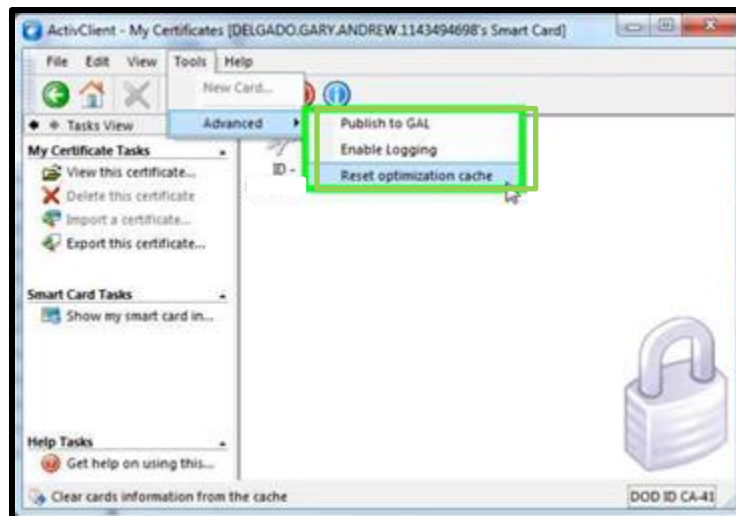 ActivClient - My Certificates [DELGADO.GARY.ANDREW.1143494698's Smart Card]
File Edit View Tools Help
New Card...
Tasks View
Advanced
Publish to GAL
My Certificate Tasks
Enable Logging
View this certificate...
ID -
Reset optimization cache
Delete this certificate
Import a certificate...
Export this certificate...
Smart Card Tasks
Show my smart card in...
Help Tasks
Get help on using this...
Clear cards information from the cache
DOD ID CA-41